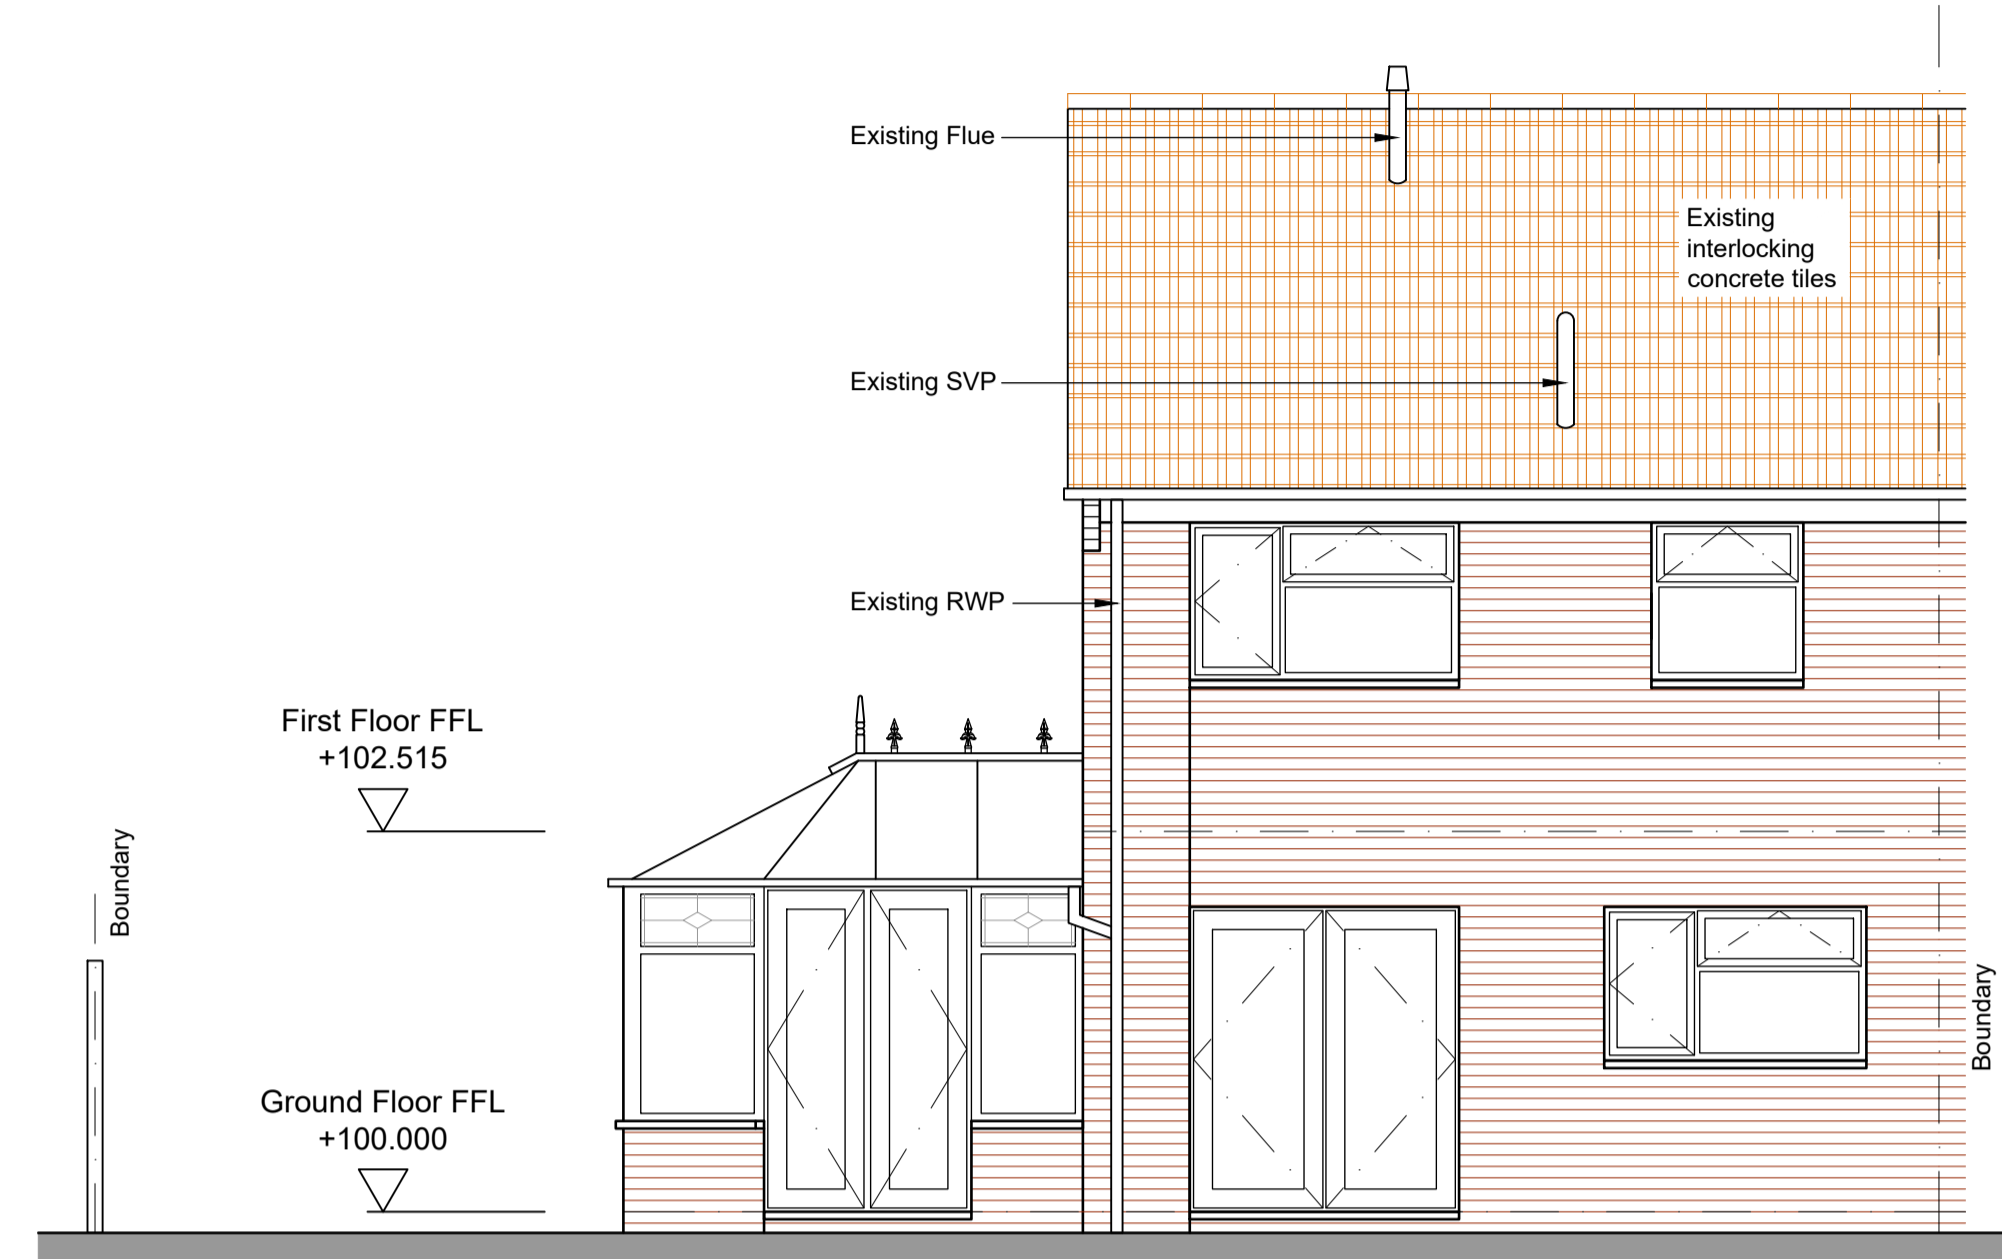 Existing Flue
Existing
interlocking
concrete tiles
Existing SVP
Existing RWP
First Floor FFL
+102.515
Boundary
Boundary
Ground Floor FFL
+100.000